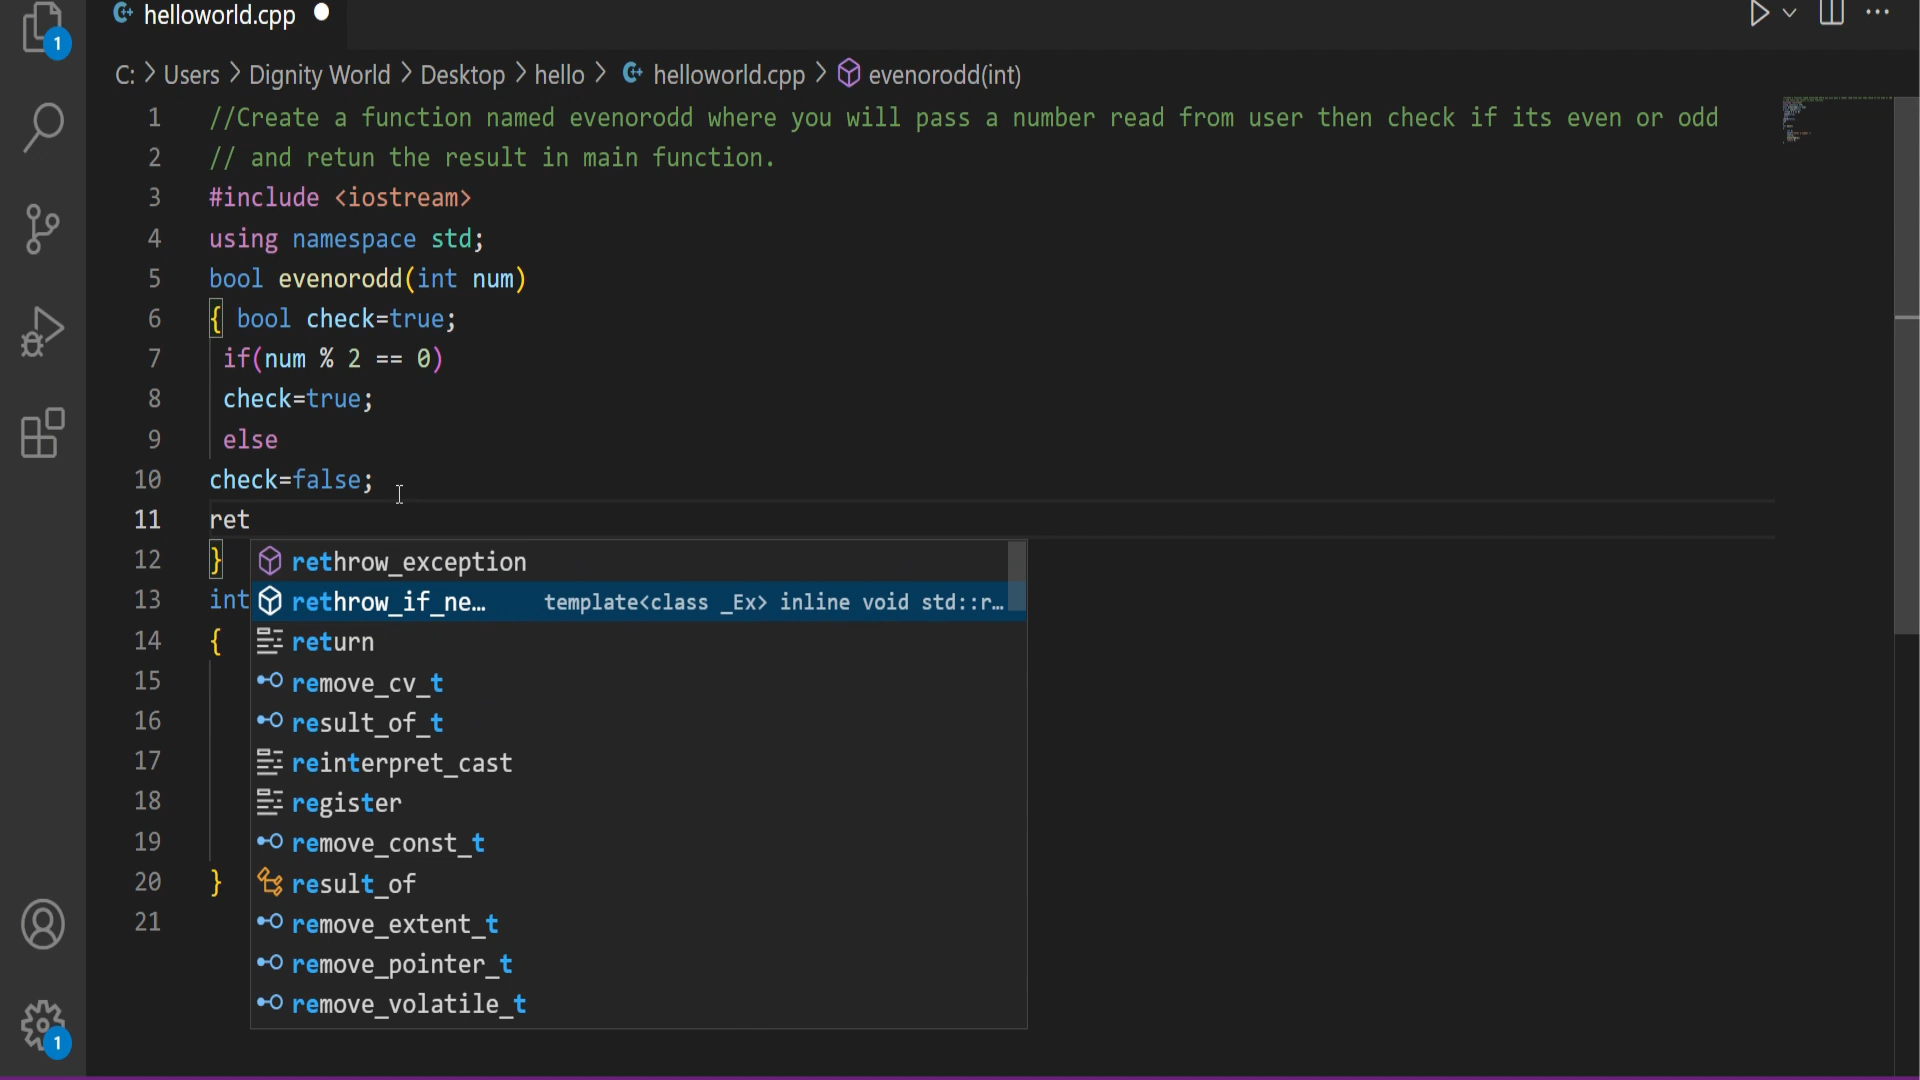 helloworld.cpp
1
C: > Users > Dignity World > Desktop > hello > helloworld.cpp > evenorodd(int)
1 //Create a function named evenorodd where you will pass a number read from user then check if its even or odd
2 // and retun the result in main function.
3 #include <iostream>
4 using namespace std;
5 bool evenorodd(int num)
6 { bool check=true;
7 if(num % 2 == 0)
8 check=true;
9 else
10 check=false;
11 ret
12 }
rethrow_exception
13 int
rethrow_if_ne… template<class _Ex> inline void std::r…
14 {
return
15
remove_cv_t
16
result_of_t
17
reinterpret_cast
18
register
19
remove_const_t
20 }
result_of
21
remove_extent_t
remove_pointer_t
remove_volatile_t
1